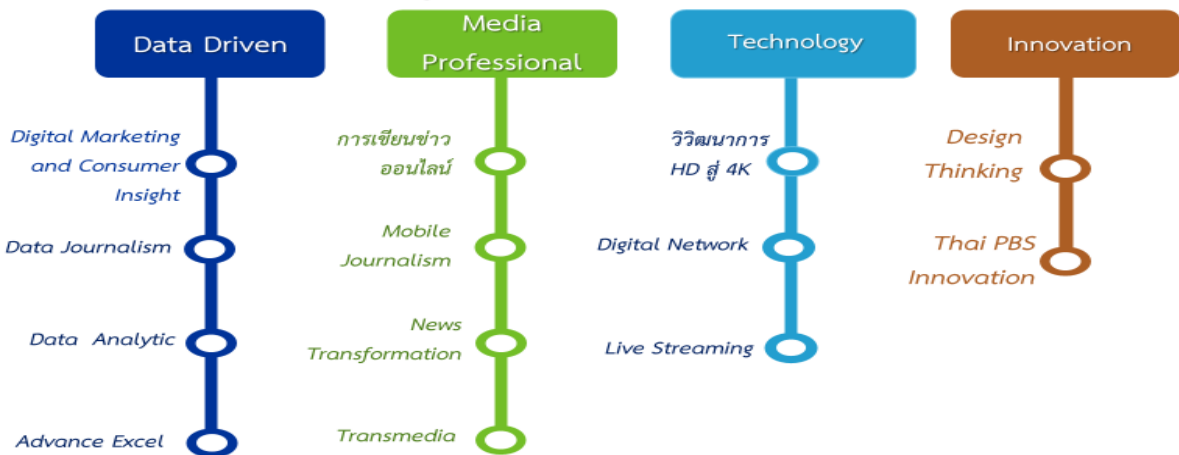 Data Driven
Digital Marketing
and Consumer
Insight
Data Journalism
Data Analytic
Advance Excel
Media
Professional
การเขียนข่าว
ออนไลน์
Mobile
Journalism
News
Transformation
Transmedia
Technology
วิวัฒนาการ
HD สู่ 4K
Digital Network
Live Streaming
Innovation
Design
Thinking
Thai PBS
Innovation